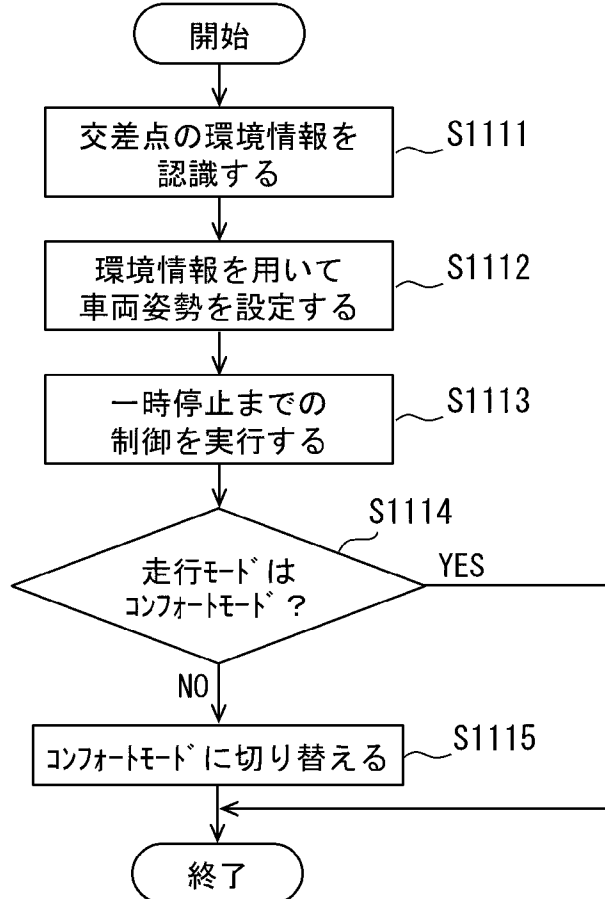 開始
交差点の環境情報を
認識する
S1111
環境情報を用いて
車両姿勢を設定する
S1112
一時停止までの
制御を実行する
S1113
S1114
走行ﾓｰﾄﾞは
ｺﾝﾌｫｰﾄﾓｰﾄﾞ？
YES
NO
ｺﾝﾌｫｰﾄﾓｰﾄﾞに切り替える
S1115
終了